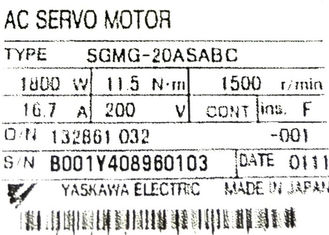 AC SERVO MOTOR
TYPE SGMG-20ASABC
1800 W 11.5 N·m 1500 r/min
16.7 A 200 V CONT ins. F
O/N 132861 032 -001
S/N B001Y408960103 DATE 0111
YASKAWA ELECTRIC MADE IN JAPAN